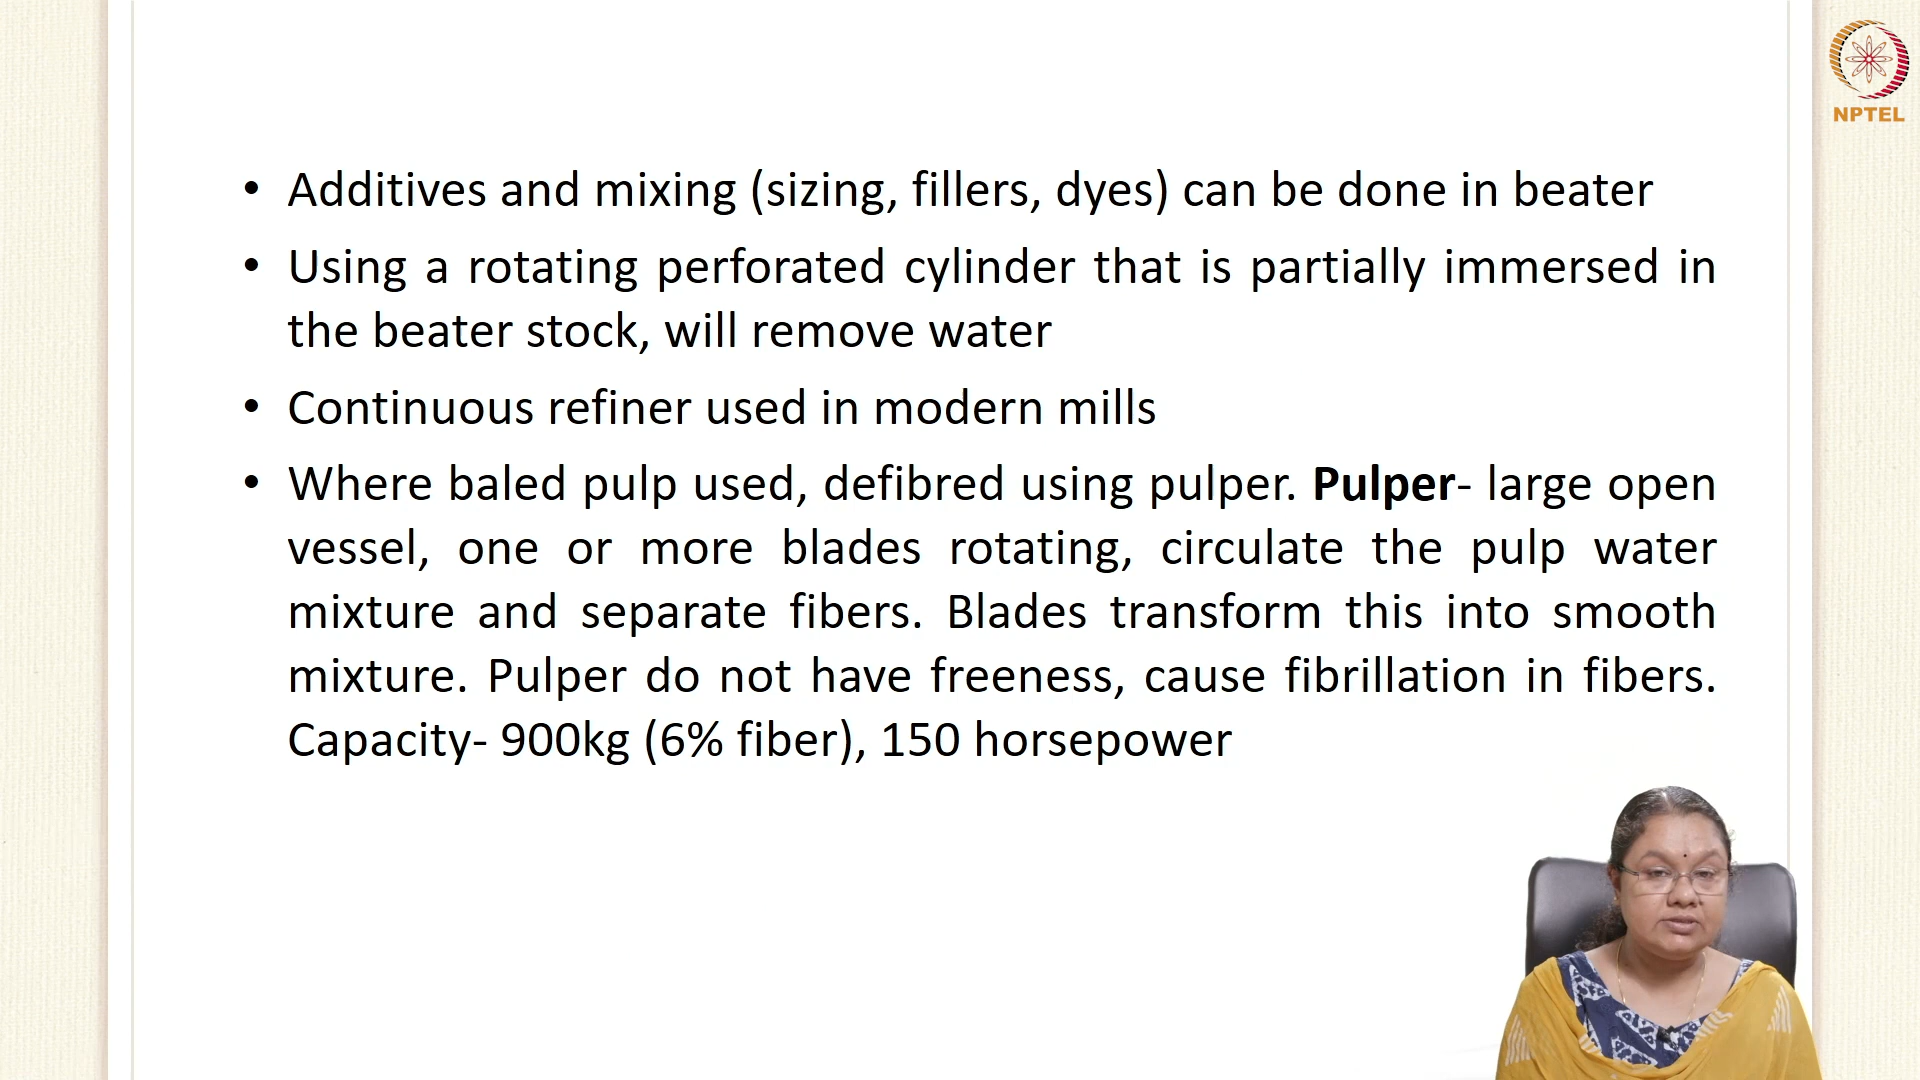 NPTEL
• Additives and mixing (sizing, fillers, dyes) can be done in beater
• Using a rotating perforated cylinder that is partially immersed in
the beater stock, will remove water
• Continuous refiner used in modern mills
• Where baled pulp used, defibred using pulper. Pulper- large open
vessel, one or more blades rotating, circulate the pulp water
mixture and separate fibers. Blades transform this into smooth
mixture. Pulper do not have freeness, cause fibrillation in fibers.
Capacity- 900kg (6% fiber), 150 horsepower